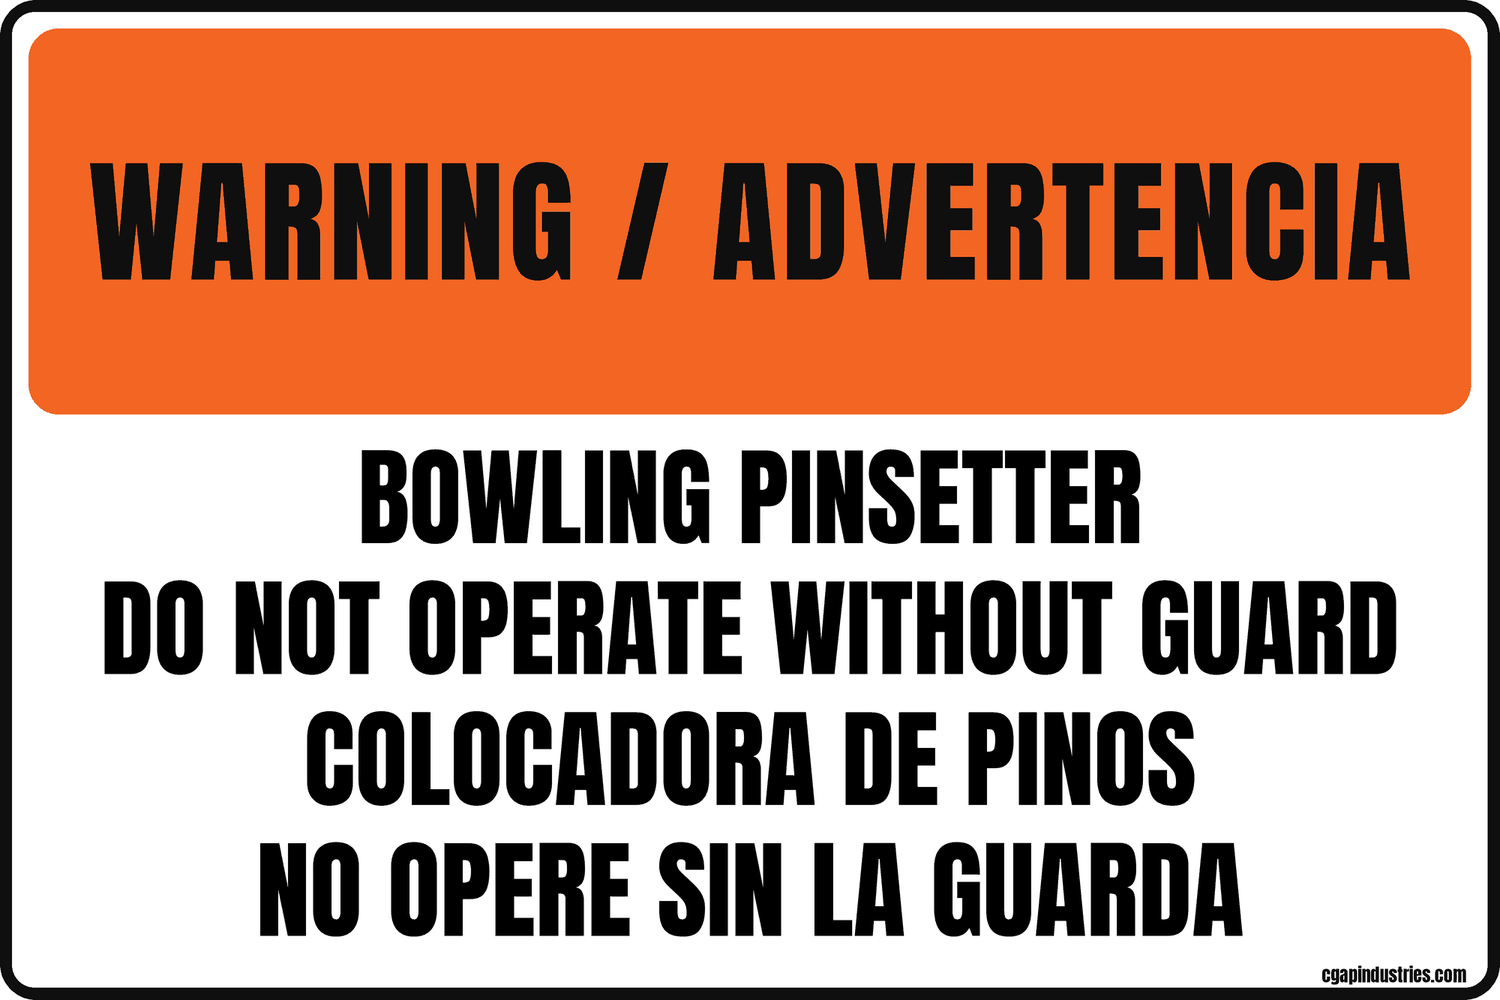 WARNING / ADVERTENCIA
BOWLING PINSETTER
DO NOT OPERATE WITHOUT GUARD
COLOCADORA DE PINOS
NO OPERE SIN LA GUARDA
cgapindustries.com